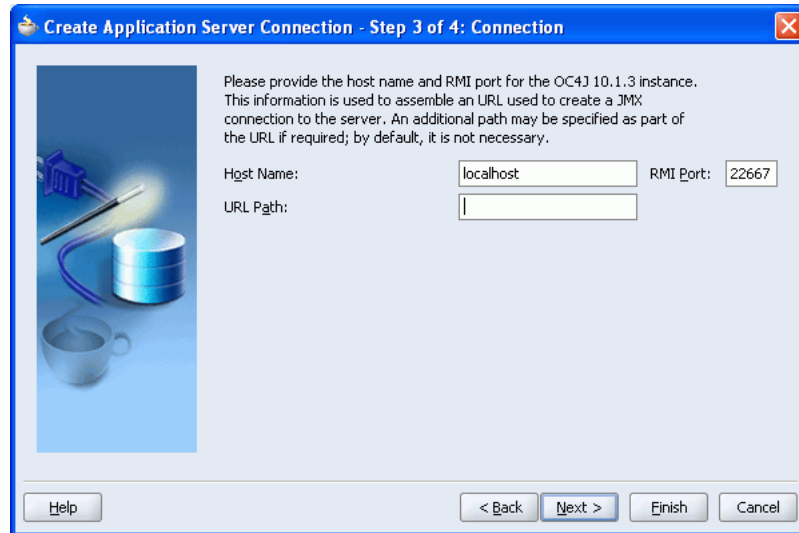 Create Application Server Connection - Step 3 of 4: Connection
Please provide the host name and RMI port for the OC4J 10.1.3 instance.
This information is used to assemble an URL used to create a JMX
connection to the server. An additional path may be specified as part of
the URL if required; by default, it is not necessary.
Host Name: localhost RMI Port: 22667
URL Path:
Help < Back Next > Finish Cancel